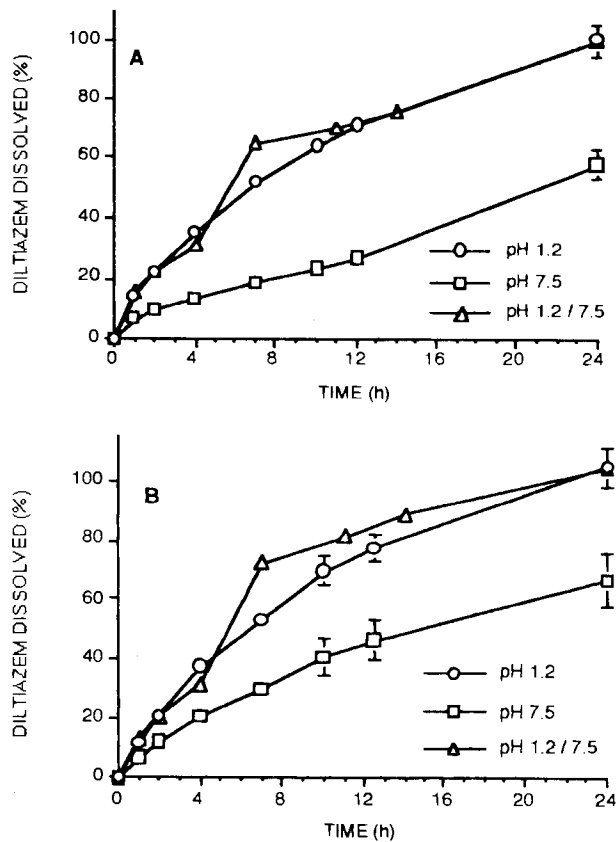 A
DILTIAZEM DISSOLVED (%)
100
80
60
40
20
0
pH 1.2
pH 7.5
pH 1.2 / 7.5
0 4 8 12 16 20 24
TIME (h)
B
DILTIAZEM DISSOLVED (%)
100
80
60
40
20
0
pH 1.2
pH 7.5
pH 1.2 / 7.5
0 4 8 12 16 20 24
TIME (h)